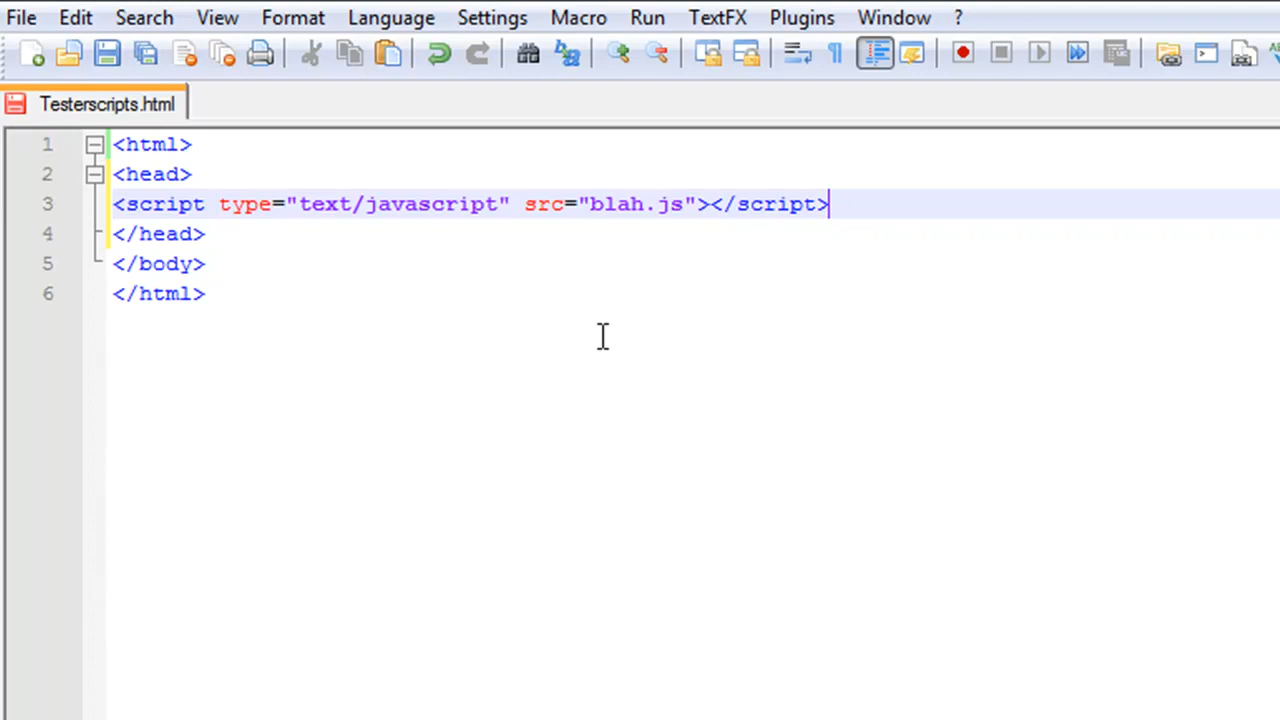 File Edit Search View Format Language Settings Macro Run TextFX Plugins Window ?
Testerscripts.html
1 <html>
2 <head>
3 <script type="text/javascript" src="blah.js"></script>
4 </head>
5 </body>
6 </html>